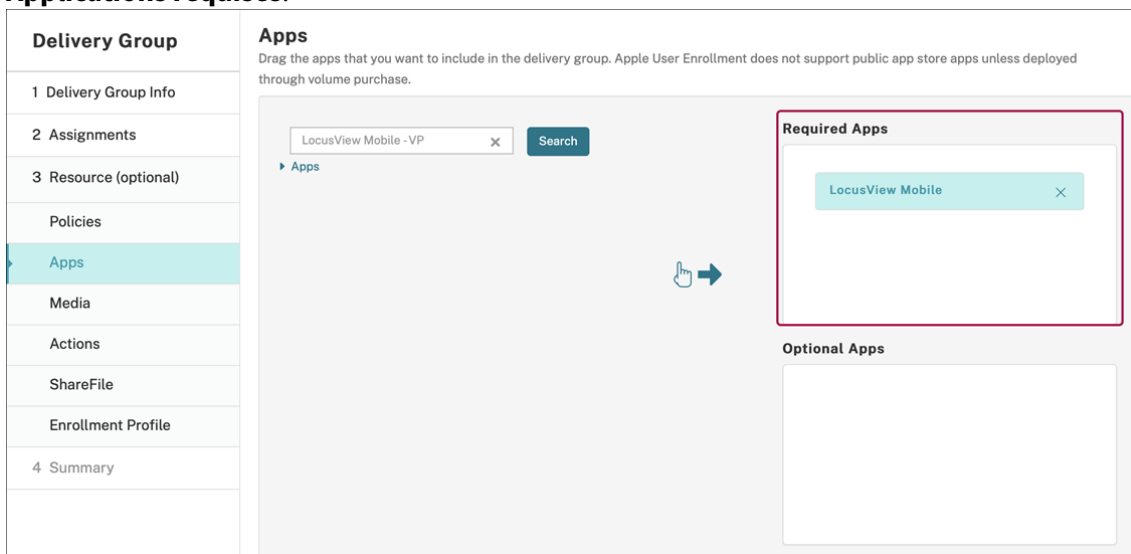 Applications requises.
Delivery Group
1 Delivery Group Info
2 Assignments
3 Resource (optional)
Policies
Apps
Media
Actions
ShareFile
Enrollment Profile
4 Summary
Apps
Drag the apps that you want to include in the delivery group. Apple User Enrollment does not support public app store apps unless deployed
through volume purchase.
LocusView Mobile - VP
Search
Apps
Required Apps
LocusView Mobile
Optional Apps